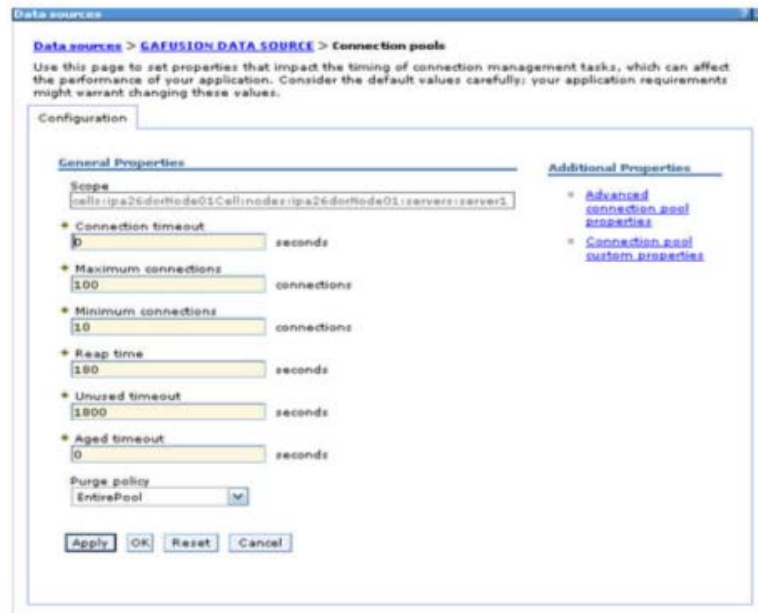 Data sources
?
Data sources > GAFUSION DATA SOURCE > Connection pools
Use this page to set properties that impact the timing of connection management tasks, which can affect
the performance of your application. Consider the default values carefully; your application requirements
might warrant changing these values.
Configuration
General Properties
Scope
cells:ipa26dorNode01Cell:nodes:ipa26dorNode01:servers:server1
Connection timeout
0 seconds
Maximum connections
100 connections
Minimum connections
10 connections
Reap time
180 seconds
Unused timeout
1800 seconds
Aged timeout
0 seconds
Purge policy
EntirePool
Apply OK Reset Cancel
Additional Properties
Advanced
connection pool
properties
Connection pool
custom properties